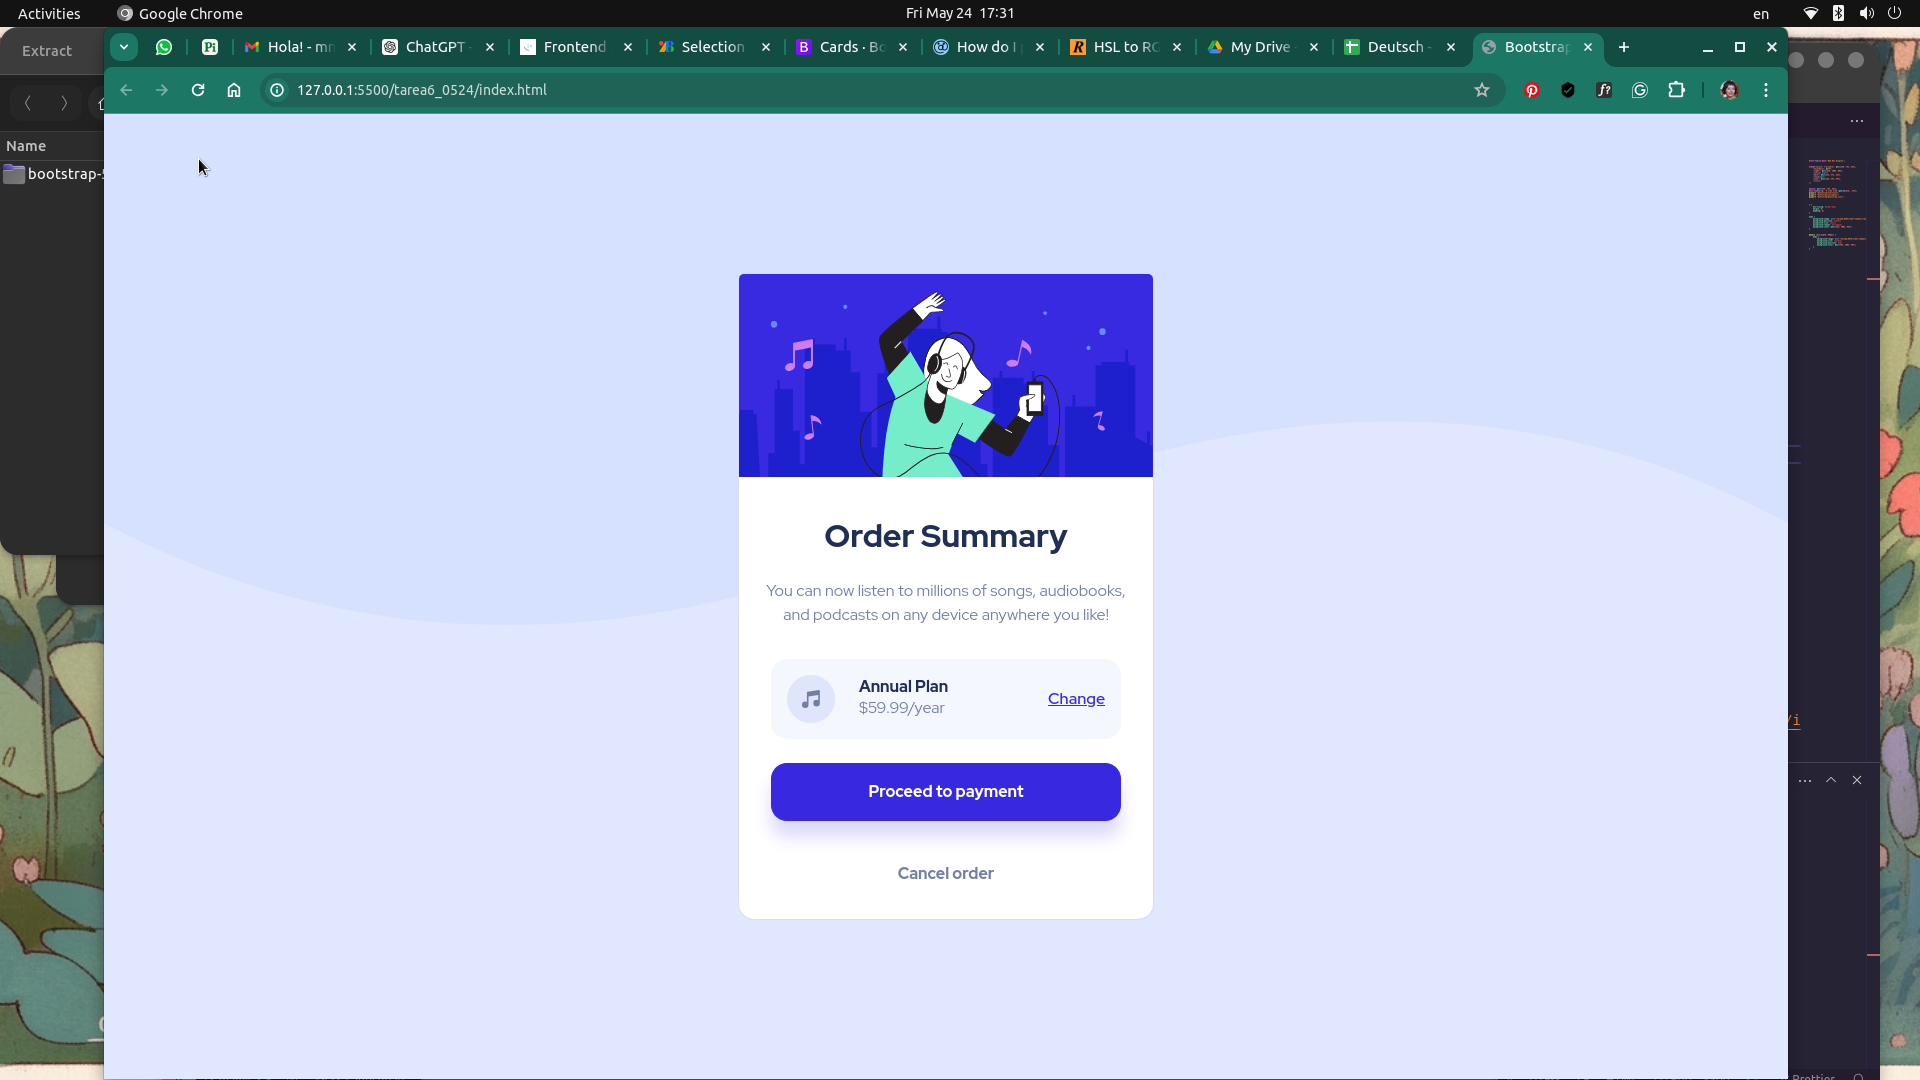 Activities
Google Chrome
Fri May 24 17:31
en
Extract
Hola! - mr
ChatGPT -
Frontend
Selection
Cards · Bo
How do I
HSL to RG
My Drive -
Deutsch -
Bootstrap
127.0.0.1:5500/tarea6_0524/index.html
Name
bootstrap-5
Order Summary
You can now listen to millions of songs, audiobooks,
and podcasts on any device anywhere you like!
Annual Plan
$59.99/year
Change
/i
Proceed to payment
Cancel order
Prettier